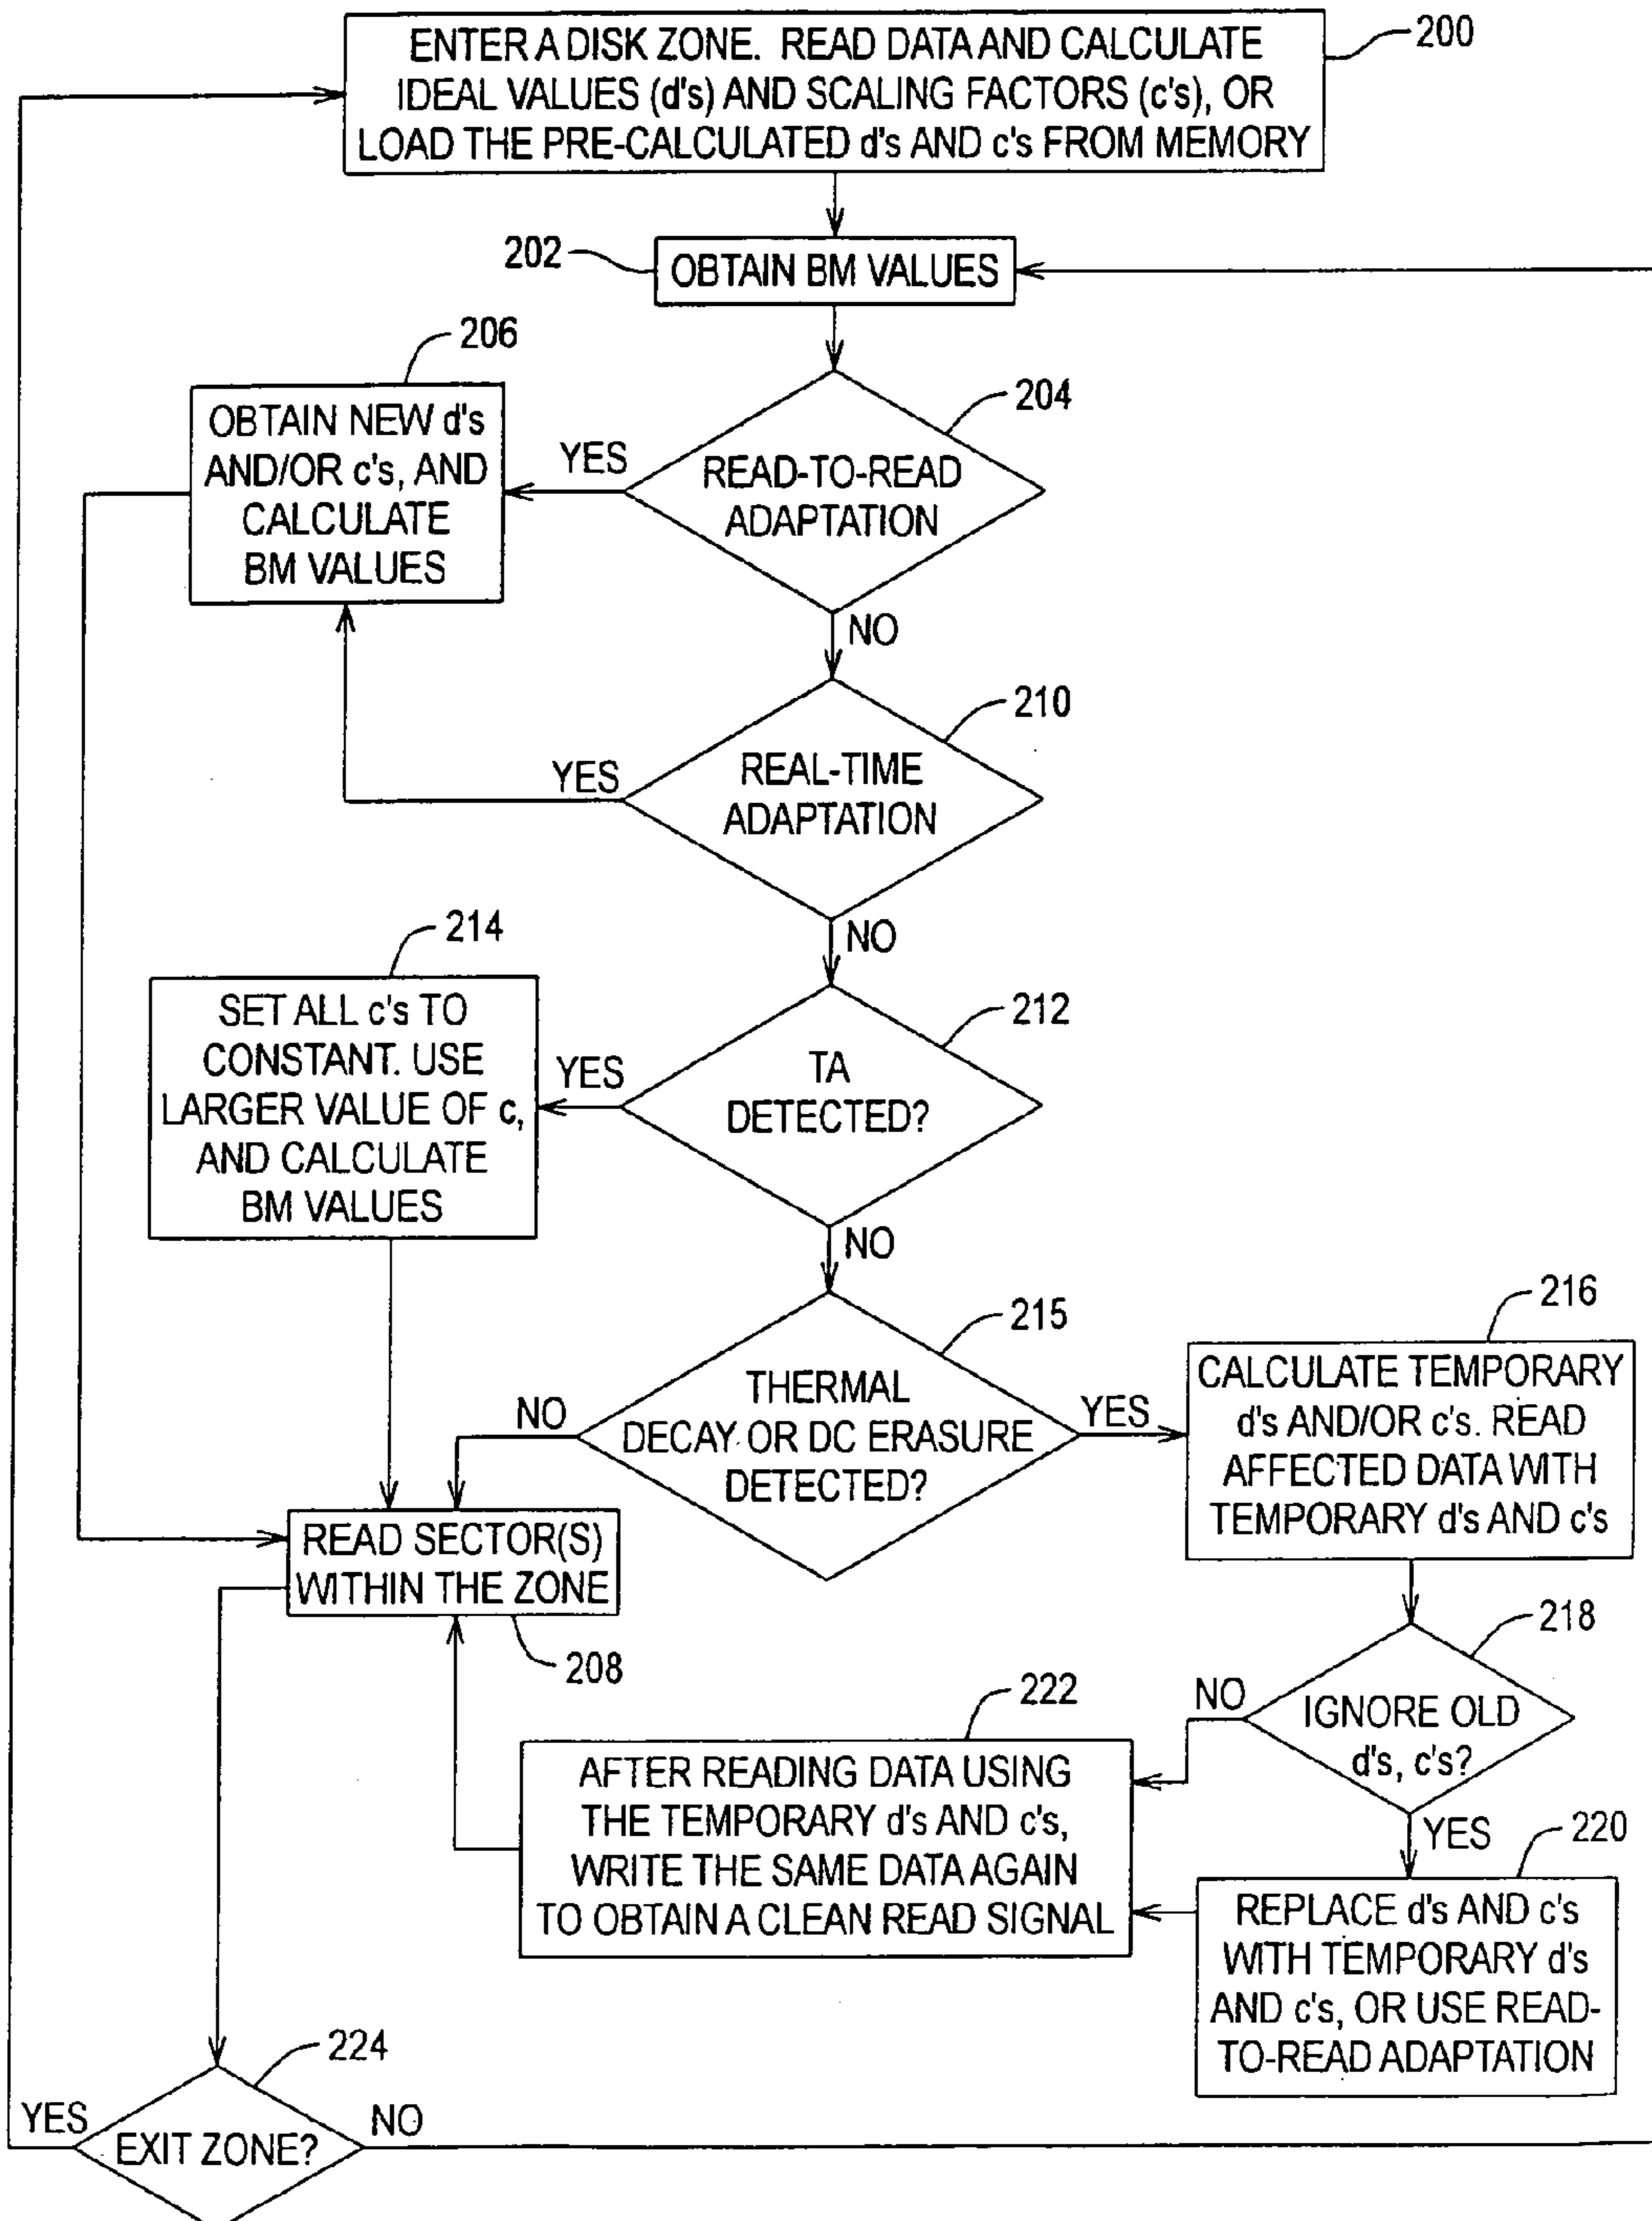 ENTER A DISK ZONE. READ DATA AND CALCULATE
IDEAL VALUES (d's) AND SCALING FACTORS (c's), OR
LOAD THE PRE-CALCULATED d's AND c's FROM MEMORY
200
202
OBTAIN BM VALUES
206
OBTAIN NEW d's
AND/OR c's, AND
CALCULATE
BM VALUES
YES
204
READ-TO-READ
ADAPTATION
NO
210
REAL-TIME
ADAPTATION
YES
NO
214
SET ALL c's TO
CONSTANT. USE
LARGER VALUE OF c,
AND CALCULATE
BM VALUES
YES
212
TA
DETECTED?
NO
215
THERMAL
DECAY OR DC ERASURE
DETECTED?
NO
YES
216
CALCULATE TEMPORARY
d's AND/OR c's. READ
AFFECTED DATA WITH
TEMPORARY d's AND c's
READ SECTOR(S)
WITHIN THE ZONE
208
218
IGNORE OLD
d's, c's?
NO
YES
222
AFTER READING DATA USING
THE TEMPORARY d's AND c's,
WRITE THE SAME DATA AGAIN
TO OBTAIN A CLEAN READ SIGNAL
220
REPLACE d's AND c's
WITH TEMPORARY d's
AND c's, OR USE READ-
TO-READ ADAPTATION
224
YES
EXIT ZONE?
NO